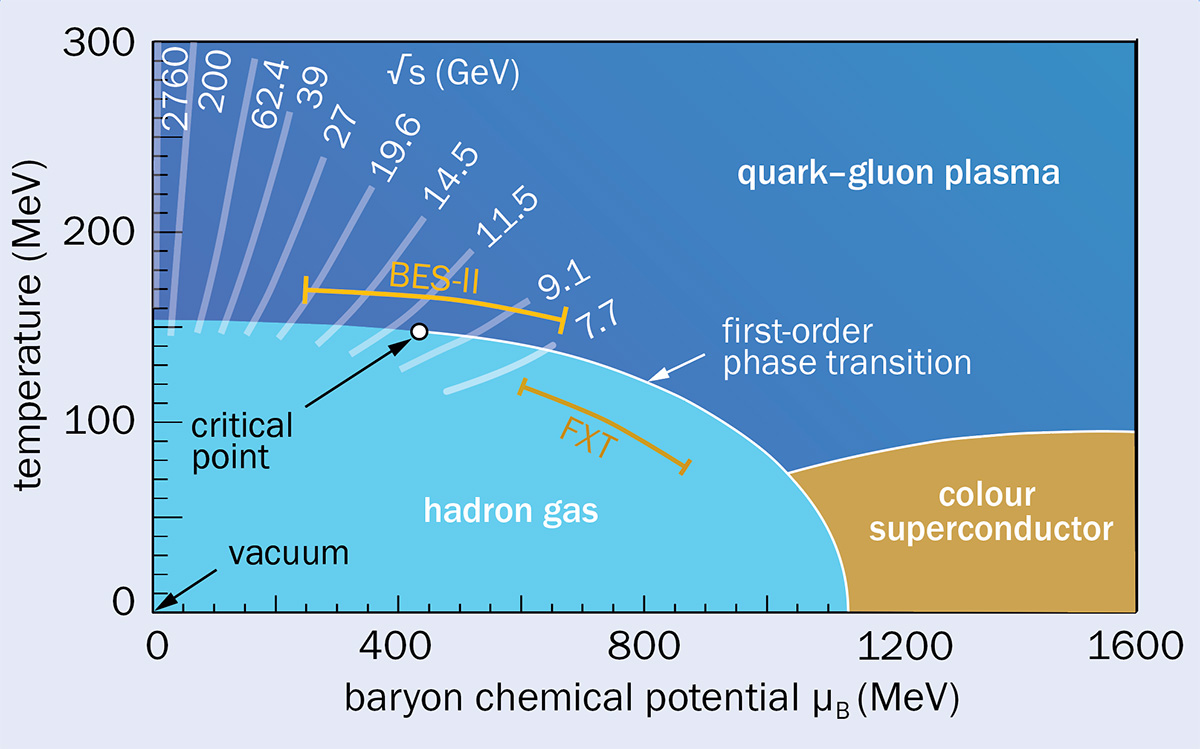 300
200
100
0
temperature (MeV)
2760
200
62.4
39
27
19.6
14.5
11.5
9.1
7.7
√s (GeV)
quark–gluon plasma
BES-II
first-order
phase transition
critical
point
FXT
hadron gas
colour
superconductor
vacuum
0
400
800
1200
1600
baryon chemical potential μB (MeV)